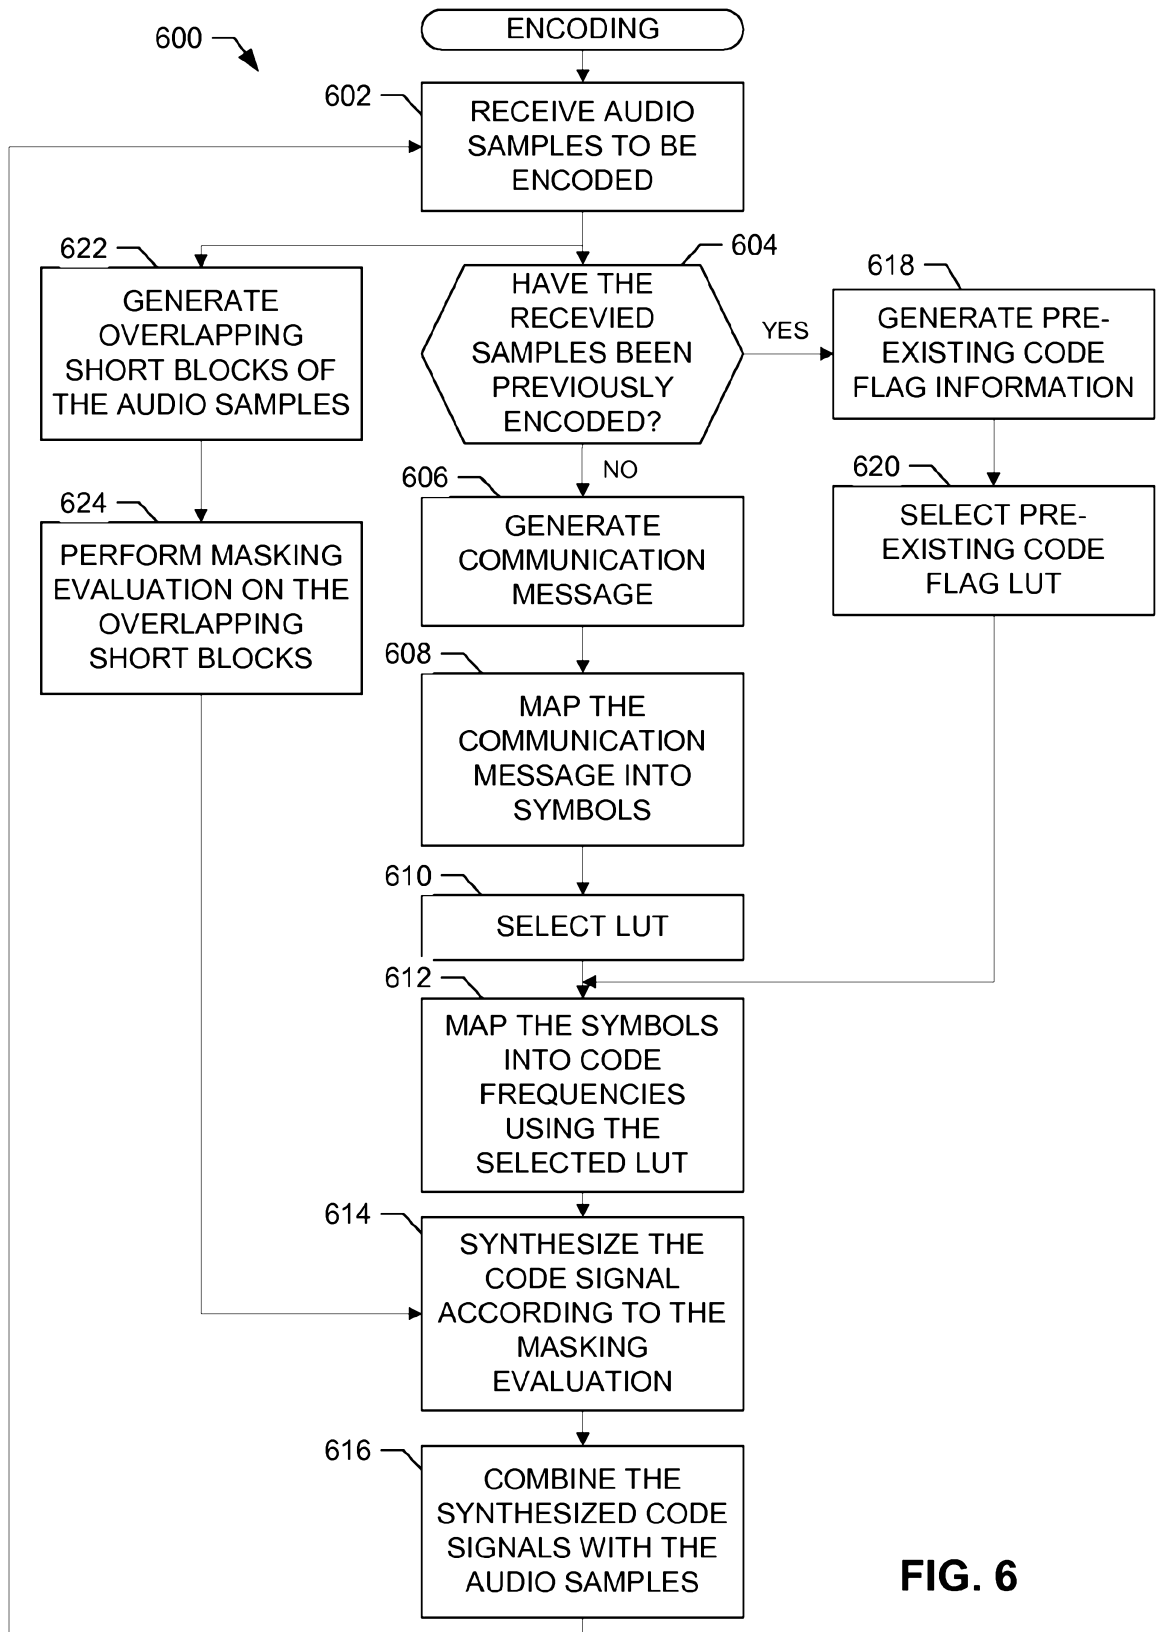 ENCODING
600
602
RECEIVE AUDIO
SAMPLES TO BE
ENCODED
622
GENERATE
OVERLAPPING
SHORT BLOCKS OF
THE AUDIO SAMPLES
604
HAVE THE
RECEVIED
SAMPLES BEEN
PREVIOUSLY
ENCODED?
YES
NO
618
GENERATE PRE-
EXISTING CODE
FLAG INFORMATION
624
PERFORM MASKING
EVALUATION ON THE
OVERLAPPING
SHORT BLOCKS
606
GENERATE
COMMUNICATION
MESSAGE
620
SELECT PRE-
EXISTING CODE
FLAG LUT
608
MAP THE
COMMUNICATION
MESSAGE INTO
SYMBOLS
610
SELECT LUT
612
MAP THE SYMBOLS
INTO CODE
FREQUENCIES
USING THE
SELECTED LUT
614
SYNTHESIZE THE
CODE SIGNAL
ACCORDING TO THE
MASKING
EVALUATION
616
COMBINE THE
SYNTHESIZED CODE
SIGNALS WITH THE
AUDIO SAMPLES
FIG. 6